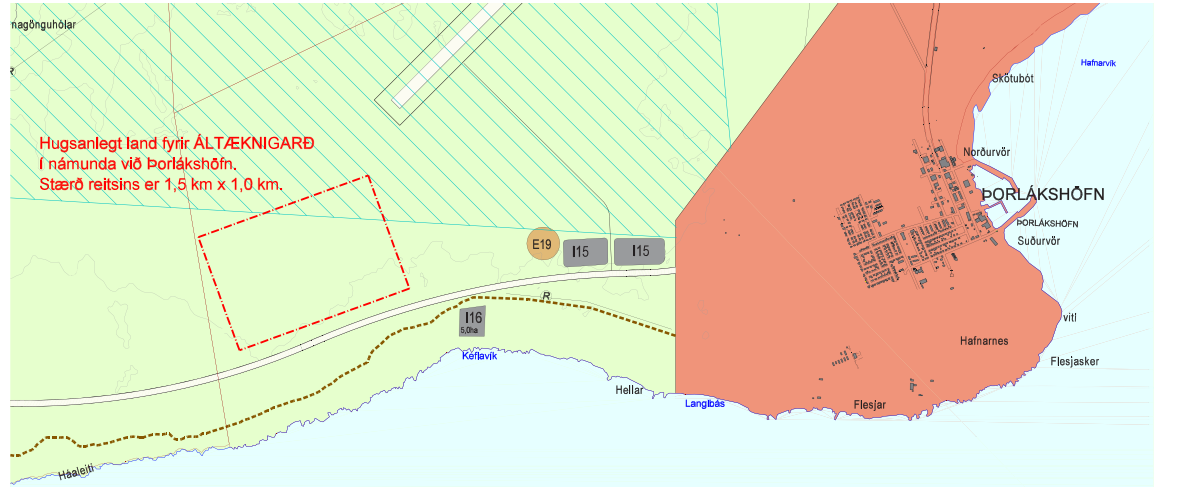 nagönguhólar
R
Hugsanlegt land fyrir ÁLTÆKNIGARÐ
í námunda við Þorlákshöfn.
Stærð reitsins er 1,5 km x 1,0 km.
Hafnarvík
Skötubót
Norðurvör
ÞORLÁKSHÖFN
ÞORLÁKSHÖFN
Suðurvör
E19
I15
I15
R
I16
5,0ha
Keflavík
vitl
Hafnarnes
Flesjasker
Hellar
Langibás
Flesjar
Háaleiti